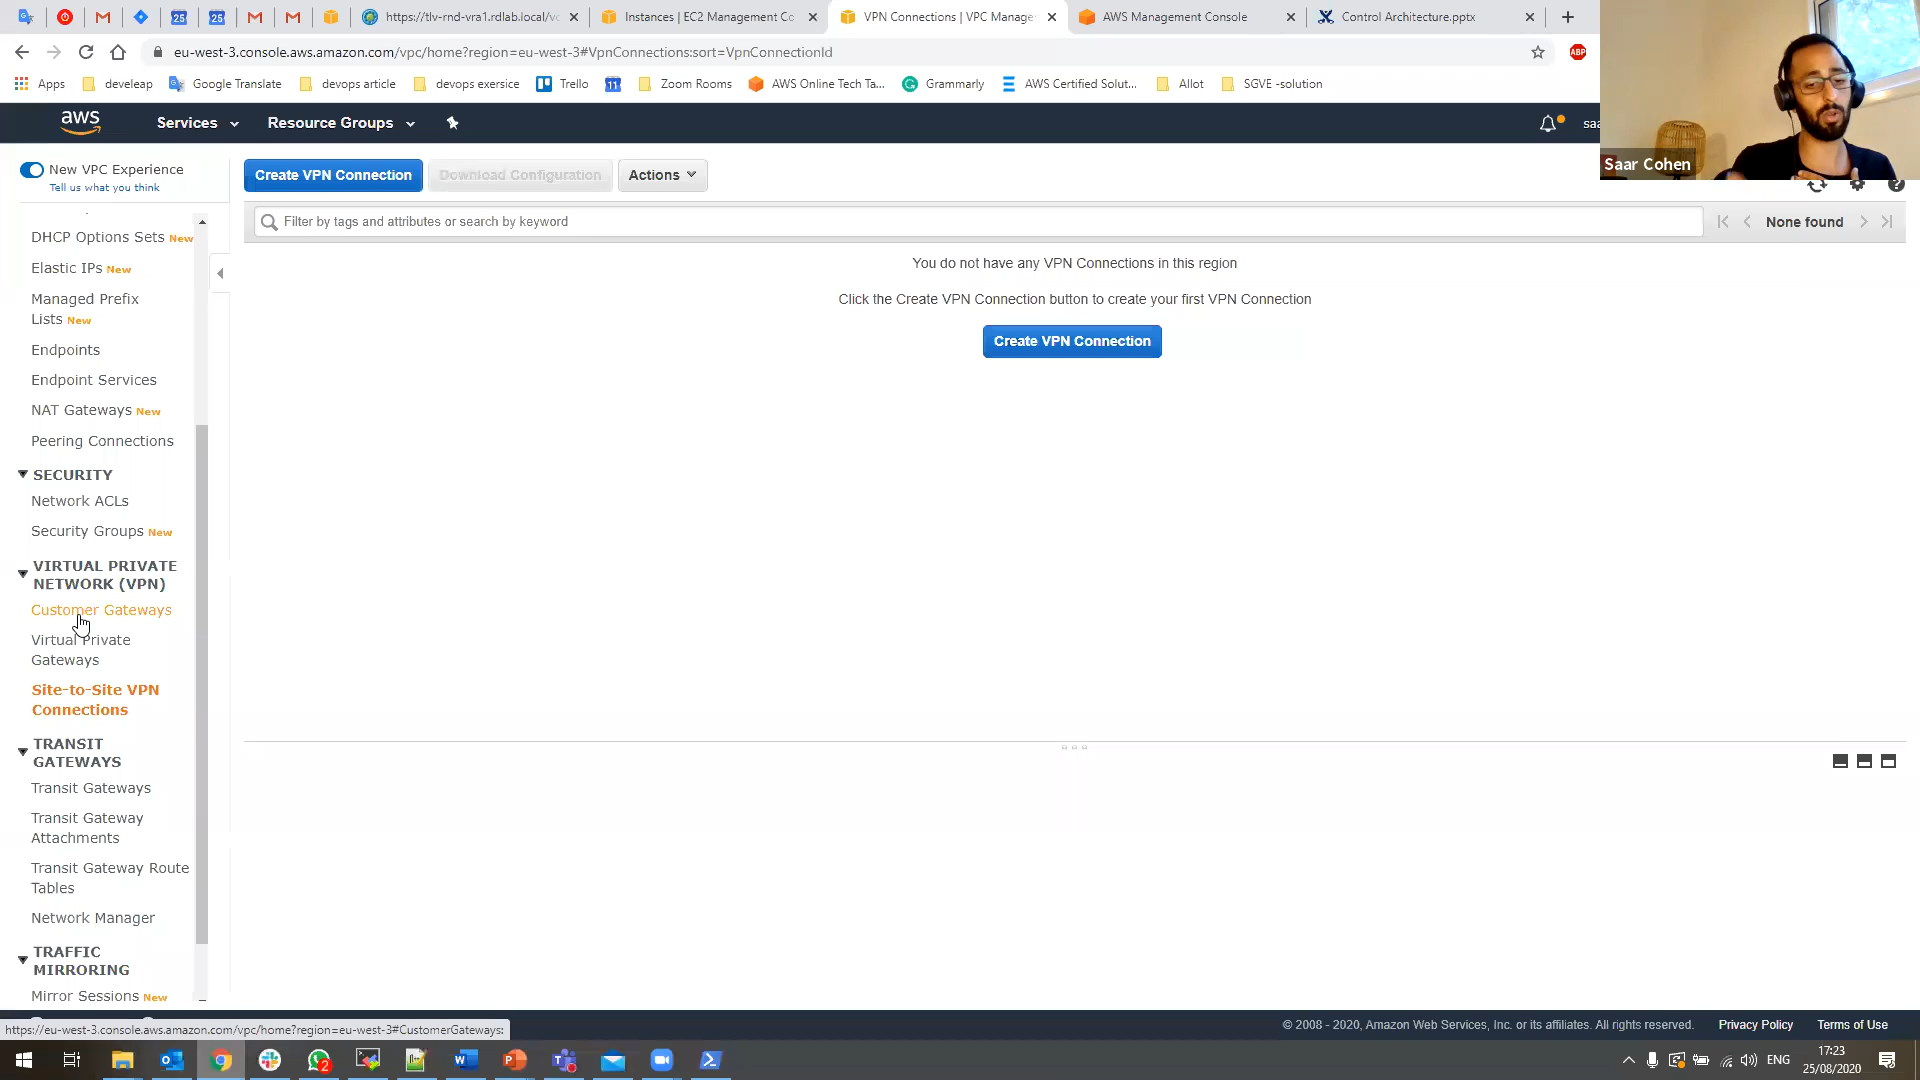 https://tlv-rnd-vra1.rdlab.local/vc
Instances | EC2 Management Co
VPN Connections | VPC Manage
AWS Management Console
Control Architecture.pptx
eu-west-3.console.aws.amazon.com/vpc/home?region=eu-west-3#VpnConnections:sort=VpnConnectionId
ABP
Apps
develeap
Google Translate
devops article
devops exersice
Trello
11
Zoom Rooms
AWS Online Tech Ta...
Grammarly
AWS Certified Solut...
Allot
SGVE -solution
aws
Services
Resource Groups
saa
Saar Cohen
New VPC Experience
Tell us what you think
Create VPN Connection
Download Configuration
Actions
Filter by tags and attributes or search by keyword
None found
You do not have any VPN Connections in this region
Click the Create VPN Connection button to create your first VPN Connection
Create VPN Connection
DHCP Options Sets New
Elastic IPs New
Managed Prefix
Lists New
Endpoints
Endpoint Services
NAT Gateways New
Peering Connections
SECURITY
Network ACLs
Security Groups New
VIRTUAL PRIVATE
NETWORK (VPN)
Customer Gateways
Virtual Private
Gateways
Site-to-Site VPN
Connections
TRANSIT
GATEWAYS
Transit Gateways
Transit Gateway
Attachments
Transit Gateway Route
Tables
Network Manager
TRAFFIC
MIRRORING
Mirror Sessions New
https://eu-west-3.console.aws.amazon.com/vpc/home?region=eu-west-3#CustomerGateways:
© 2008 - 2020, Amazon Web Services, Inc. or its affiliates. All rights reserved.
Privacy Policy
Terms of Use
2
ENG
17:23
25/08/2020